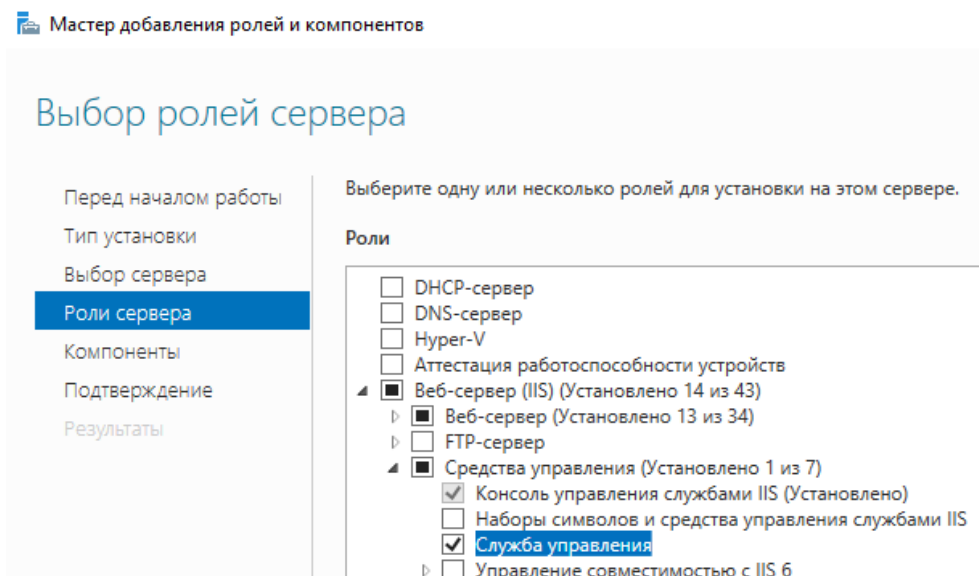 Мастер добавления ролей и компонентов
Выбор ролей сервера
Перед началом работы
Тип установки
Выбор сервера
Роли сервера
Компоненты
Подтверждение
Результаты
Выберите одну или несколько ролей для установки на этом сервере.
Роли
DHCP-сервер
DNS-сервер
Hyper-V
Аттестация работоспособности устройств
Веб-сервер (IIS) (Установлено 14 из 43)
Веб-сервер (Установлено 13 из 34)
FTP-сервер
Средства управления (Установлено 1 из 7)
Консоль управления службами IIS (Установлено)
Наборы символов и средства управления службами IIS
Служба управления
Управление совместимостью с IIS 6